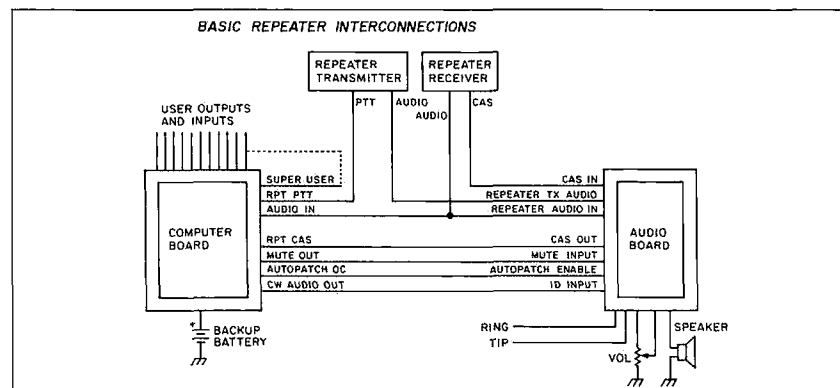 BASIC REPEATER INTERCONNECTIONS
REPEATER TRANSMITTER
REPEATER RECEIVER
PTT
AUDIO
AUDIO
CAS
USER OUTPUTS
AND INPUTS
SUPER USER
CAS IN
RPT PTT
REPEATER TX AUDIO
AUDIO IN
REPEATER AUDIO IN
COMPUTER BOARD
AUDIO BOARD
RPT CAS
CAS OUT
MUTE OUT
MUTE INPUT
AUTOPATCH OC
AUTOPATCH ENABLE
CW AUDIO OUT
ID INPUT
+
BACKUP
BATTERY
RING
TIP
VOL
SPEAKER